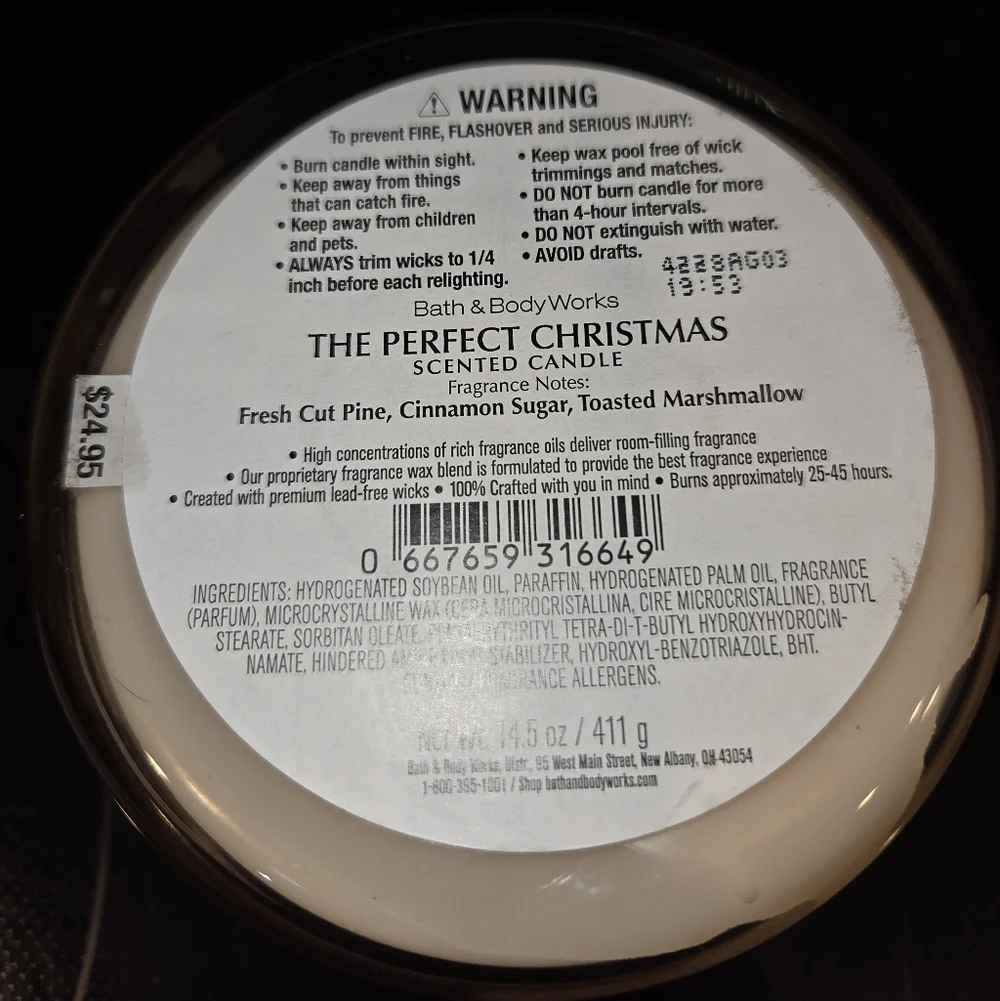 ⚠ WARNING
To prevent FIRE, FLASHOVER and SERIOUS INJURY:
• Burn candle within sight.
• Keep away from things
that can catch fire.
• Keep away from children
and pets.
• ALWAYS trim wicks to 1/4
inch before each relighting.
• Keep wax pool free of wick
trimmings and matches.
• DO NOT burn candle for more
than 4-hour intervals.
• DO NOT extinguish with water.
• AVOID drafts.
4228AG03
19:53
Bath & Body Works
THE PERFECT CHRISTMAS
SCENTED CANDLE
Fragrance Notes:
Fresh Cut Pine, Cinnamon Sugar, Toasted Marshmallow
$24.95
• High concentrations of rich fragrance oils deliver room-filling fragrance
• Our proprietary fragrance wax blend is formulated to provide the best fragrance experience
• Created with premium lead-free wicks • 100% Crafted with you in mind • Burns approximately 25-45 hours.
0 667659 316649
INGREDIENTS: HYDROGENATED SOYBEAN OIL, PARAFFIN, HYDROGENATED PALM OIL, FRAGRANCE
(PARFUM), MICROCRYSTALLINE WAX (CERA MICROCRISTALLINA, CIRE MICROCRISTALLINE), BUTYL
STEARATE, SORBITAN OLEATE, TETRA-DI-T-BUTYL HYDROXYHYDROCIN-
NAMATE, HINDERED STABILIZER, HYDROXYL-BENZOTRIAZOLE, BHT.
FRAGRANCE ALLERGENS.
NET WT. 14.5 oz / 411 g
Bath & Body Works, Distr., 95 West Main Street, New Albany, OH 43054
1-800-395-1001 / Shop bathandbodyworks.com